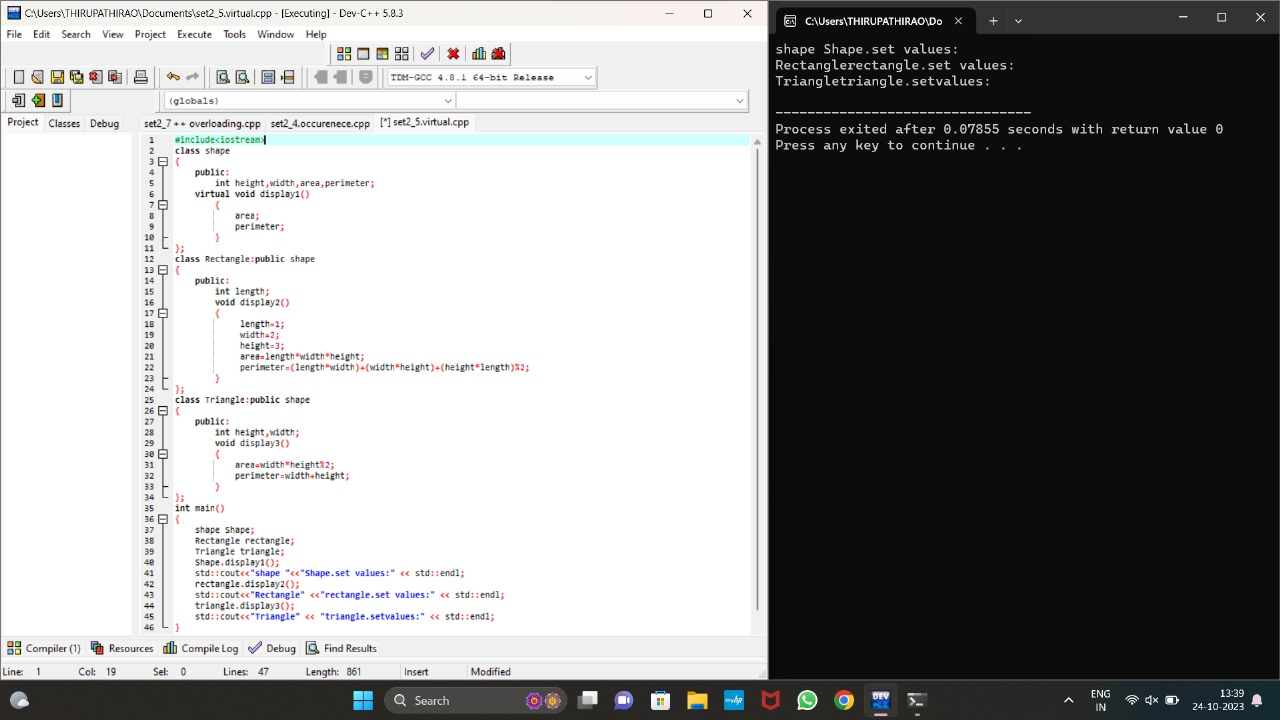 C:\Users\THIRUPATHIRAO\Documents\set2_5.virtual.cpp - [Executing] - Dev-C++ 5.8.3
File Edit Search View Project Execute Tools Window Help
TDM-GCC 4.8.1 64-bit Release
(globals)
Project Classes Debug
set2_7 ++ overloading.cpp set2_4.occurenece.cpp [*] set2_5.virtual.cpp
1 #include<iostream>
2 class shape
3 {
4 public:
5 int height,width,area,perimeter;
6 virtual void display1()
7 {
8 area;
9 perimeter;
10 }
11 };
12 class Rectangle:public shape
13 {
14 public:
15 int length;
16 void display2()
17 {
18 length=1;
19 width=2;
20 height=3;
21 area=length*width*height;
22 perimeter=(length*width)+(width*height)+(height*length)%2;
23 }
24 };
25 class Triangle:public shape
26 {
27 public:
28 int height,width;
29 void display3()
30 {
31 area=width*height%2;
32 perimeter=width+height;
33 }
34 };
35 int main()
36 {
37 shape Shape;
38 Rectangle rectangle;
39 Triangle triangle;
40 Shape.display1();
41 std::cout<<"shape "<<"Shape.set values:" << std::endl;
42 rectangle.display2();
43 std::cout<<"Rectangle" <<"rectangle.set values:" << std::endl;
44 triangle.display3();
45 std::cout<<"Triangle" << "triangle.setvalues:" << std::endl;
46 }
Compiler (1) Resources Compile Log Debug Find Results
Line: 1 Col: 19 Sel: 0 Lines: 47 Length: 861 Insert Modified
C:\Users\THIRUPATHIRAO\Do
shape Shape.set values:
Rectanglerectangle.set values:
Triangletriangle.setvalues:
--------------------------------
Process exited after 0.07855 seconds with return value 0
Press any key to continue . . .
Search
DEV
hp
ENG
IN
13:39
24-10-2023